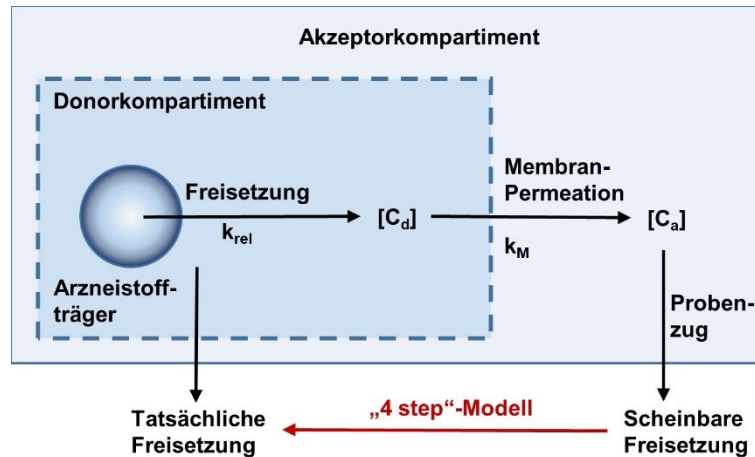 Akzeptorkompartiment
Donorkompartiment
Freisetzung
k_rel
[C_d]
Membran-
Permeation
k_M
[C_a]
Arzneistoff-
träger
Proben-
zug
Tatsächliche
Freisetzung
„4 step“-Modell
Scheinbare
Freisetzung